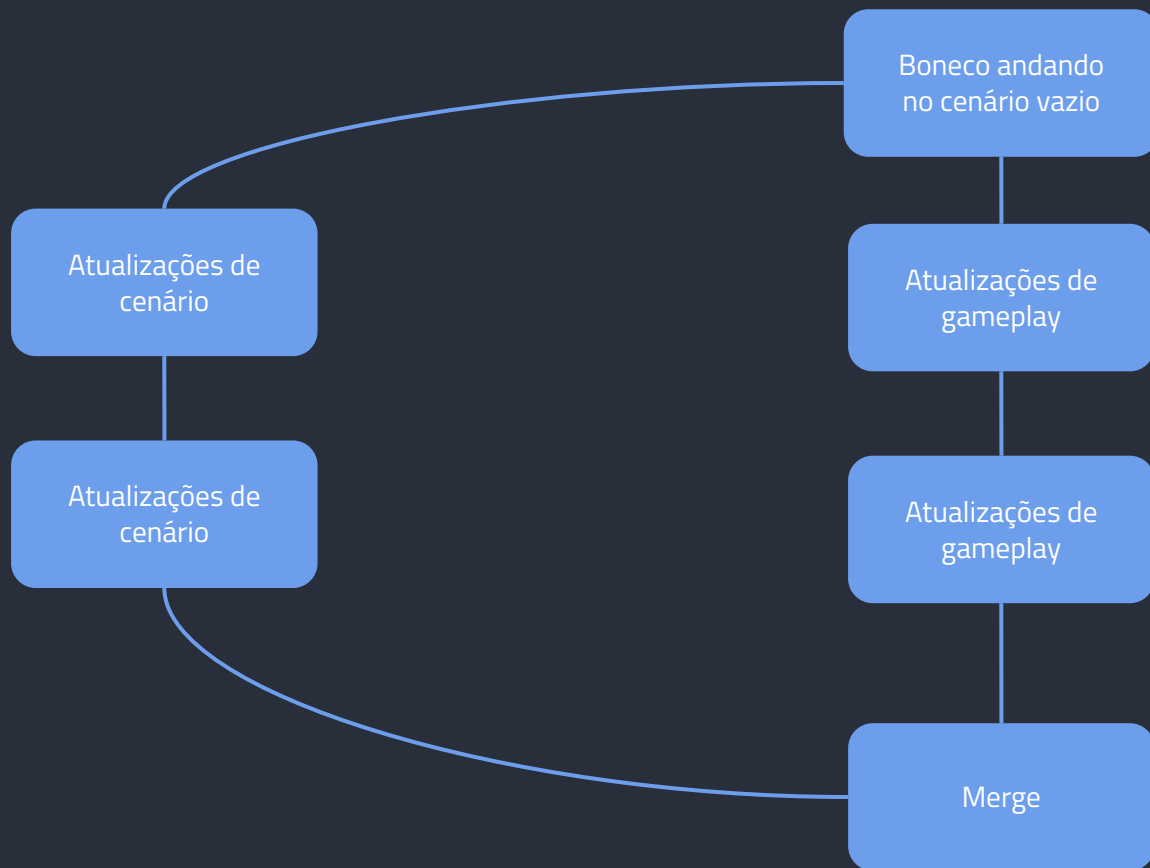 Boneco andando
no cenário vazio
Atualizações de
cenário
Atualizações de
gameplay
Atualizações de
cenário
Atualizações de
gameplay
Merge